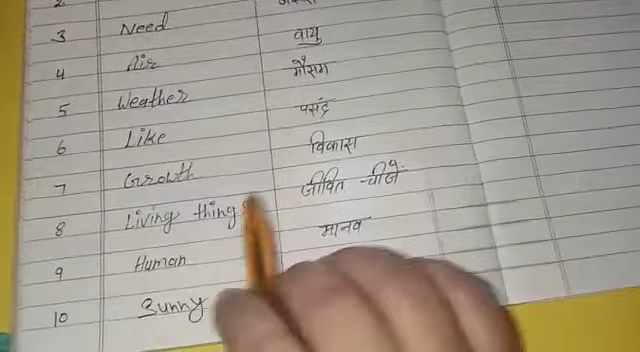 3 Need
4 Air वायु
5 Weather मौसम
6 Like पसंद
7 Growth विकास
8 Living thing जीवित चीजें
9 Human मानव
10 Sunny